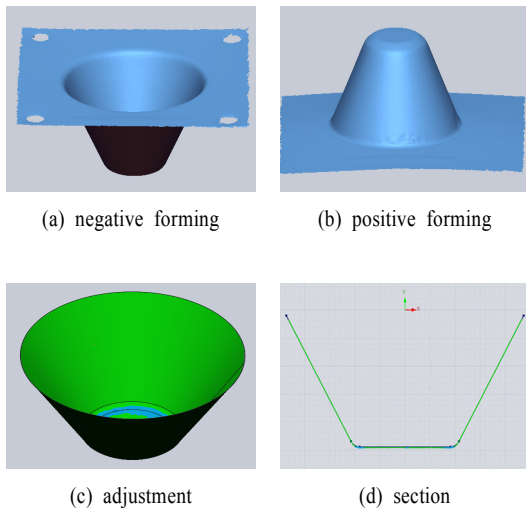 (a) negative forming
(b) positive forming
Y
X
(c) adjustment
(d) section